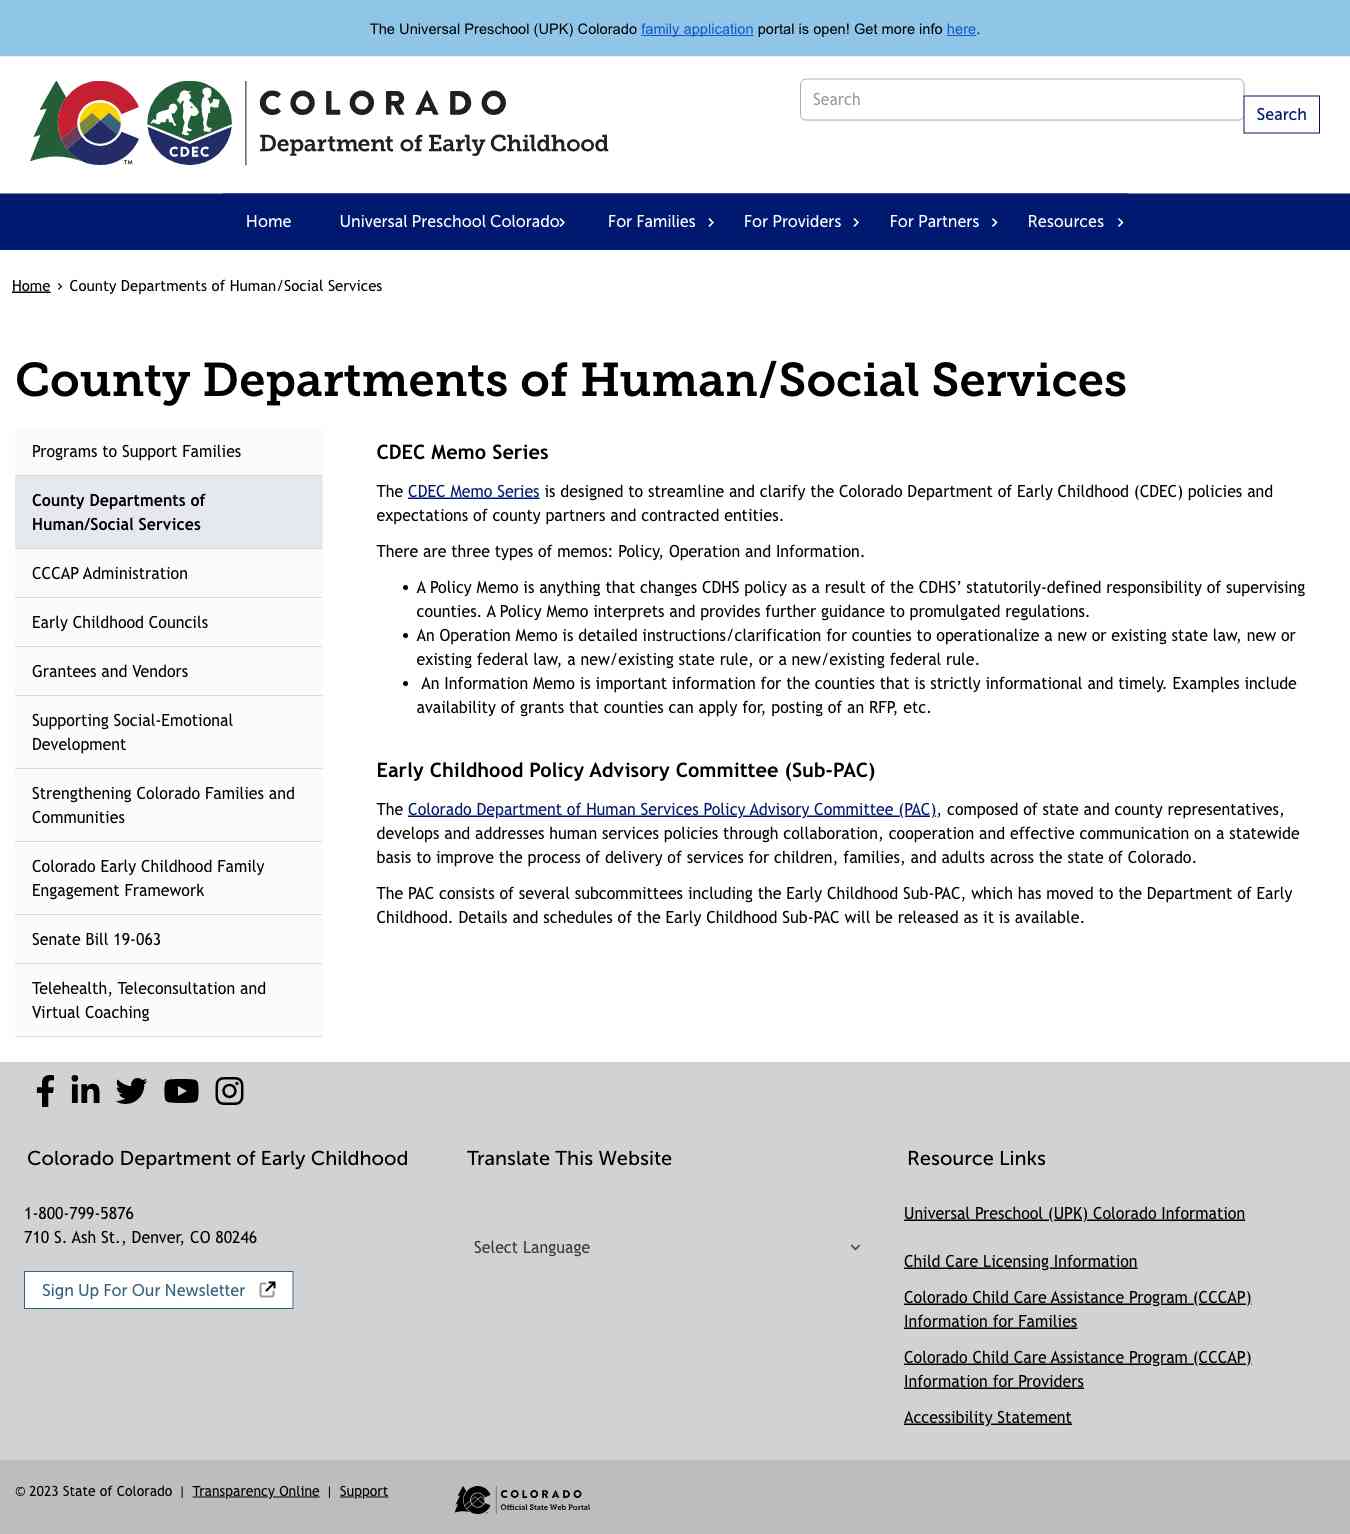 The Universal Preschool (UPK) Colorado family application portal is open! Get more info here.
CDEC
TM
COLORADO
Department of Early Childhood
Search
Search
Home
Universal Preschool Colorado
For Families
For Providers
For Partners
Resources
Home › County Departments of Human/Social Services
County Departments of Human/Social Services
Programs to Support Families
County Departments of
Human/Social Services
CCCAP Administration
Early Childhood Councils
Grantees and Vendors
Supporting Social-Emotional
Development
Strengthening Colorado Families and
Communities
Colorado Early Childhood Family
Engagement Framework
Senate Bill 19-063
Telehealth, Teleconsultation and
Virtual Coaching
CDEC Memo Series
The CDEC Memo Series is designed to streamline and clarify the Colorado Department of Early Childhood (CDEC) policies and
expectations of county partners and contracted entities.
There are three types of memos: Policy, Operation and Information.
• A Policy Memo is anything that changes CDHS policy as a result of the CDHS’ statutorily-defined responsibility of supervising
counties. A Policy Memo interprets and provides further guidance to promulgated regulations.
• An Operation Memo is detailed instructions/clarification for counties to operationalize a new or existing state law, new or
existing federal law, a new/existing state rule, or a new/existing federal rule.
• An Information Memo is important information for the counties that is strictly informational and timely. Examples include
availability of grants that counties can apply for, posting of an RFP, etc.
Early Childhood Policy Advisory Committee (Sub-PAC)
The Colorado Department of Human Services Policy Advisory Committee (PAC), composed of state and county representatives,
develops and addresses human services policies through collaboration, cooperation and effective communication on a statewide
basis to improve the process of delivery of services for children, families, and adults across the state of Colorado.
The PAC consists of several subcommittees including the Early Childhood Sub-PAC, which has moved to the Department of Early
Childhood. Details and schedules of the Early Childhood Sub-PAC will be released as it is available.
Colorado Department of Early Childhood
1-800-799-5876
710 S. Ash St., Denver, CO 80246
Sign Up For Our Newsletter
Translate This Website
Select Language
Resource Links
Universal Preschool (UPK) Colorado Information
Child Care Licensing Information
Colorado Child Care Assistance Program (CCCAP)
Information for Families
Colorado Child Care Assistance Program (CCCAP)
Information for Providers
Accessibility Statement
© 2023 State of Colorado | Transparency Online | Support
COLORADO
Official State Web Portal